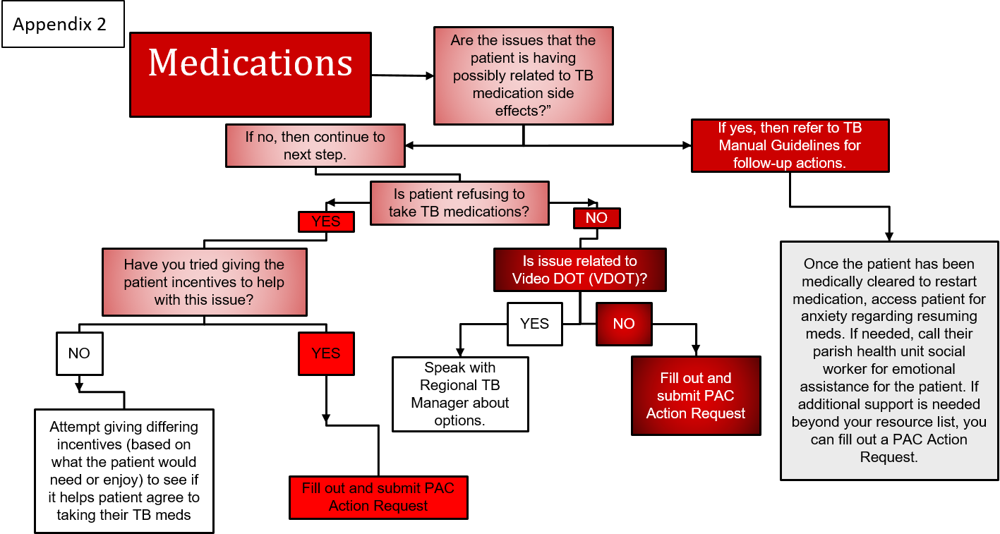 Appendix 2
Medications
Are the issues that the
patient is having
possibly related to TB
medication side
effects?”
If no, then continue to
next step.
If yes, then refer to TB
Manual Guidelines for
follow-up actions.
Is patient refusing to
take TB medications?
YES
NO
Have you tried giving the
patient incentives to help
with this issue?
Is issue related to
Video DOT (VDOT)?
NO
YES
YES
NO
Attempt giving differing
incentives (based on
what the patient would
need or enjoy) to see if
it helps patient agree to
taking their TB meds
Fill out and submit PAC
Action Request
Speak with
Regional TB
Manager about
options.
Fill out and
submit PAC
Action Request
Once the patient has been
medically cleared to restart
medication, access patient for
anxiety regarding resuming
meds. If needed, call their
parish health unit social
worker for emotional
assistance for the patient. If
additional support is needed
beyond your resource list, you
can fill out a PAC Action
Request.